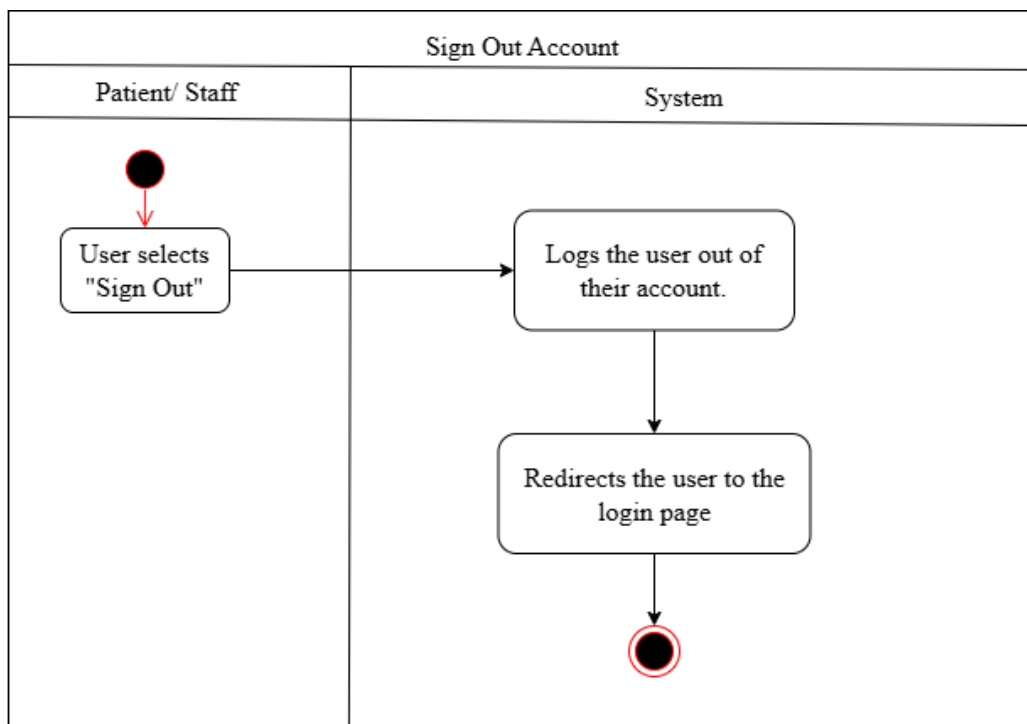 Sign Out Account
Patient/ Staff
System
User selects
"Sign Out"
Logs the user out of
their account.
Redirects the user to the
login page